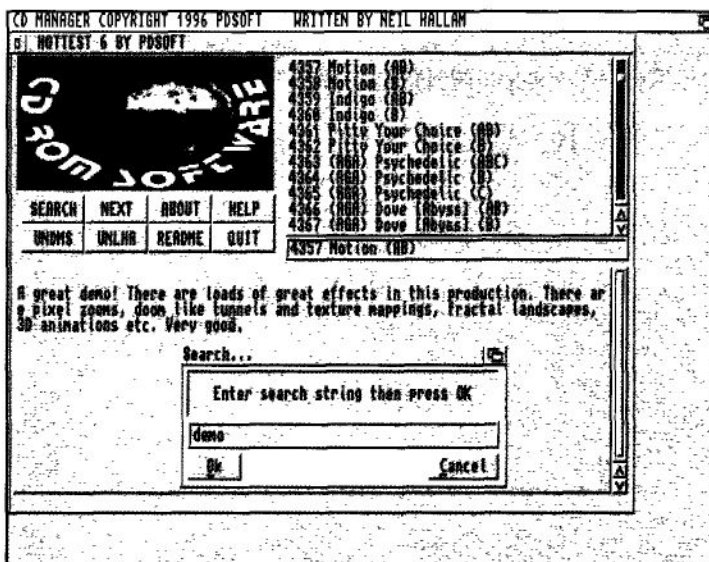 CD MANAGER COPYRIGHT 1996 PDSOFT WRITTEN BY NEIL HALLAM
HOTTEST 6 BY PDSOFT
CD ROM SOFTWARE
4357 Motion (AB)
4358 Motion (B)
4359 Indigo (AB)
4360 Indigo (B)
4361 Pitty Your Choice (AB)
4362 Pitty Your Choice (B)
4363 (AGA) Psychedelic (ABC)
4364 (AGA) Psychedelic (B)
4365 (AGA) Psychedelic (C)
4366 (AGA) Dove [Abyss] (AB)
4367 (AGA) Dove [Abyss] (B)
4357 Motion (AB)
SEARCH NEXT ABOUT HELP
UNDMS UNLHA README QUIT
A great demo! There are loads of great effects in this production. There ar
e pixel zooms, doom like tunnels and texture mappings, fractal landscapes,
3D animations etc. Very good.
Search...
Enter search string then press OK
demo
Ok Cancel